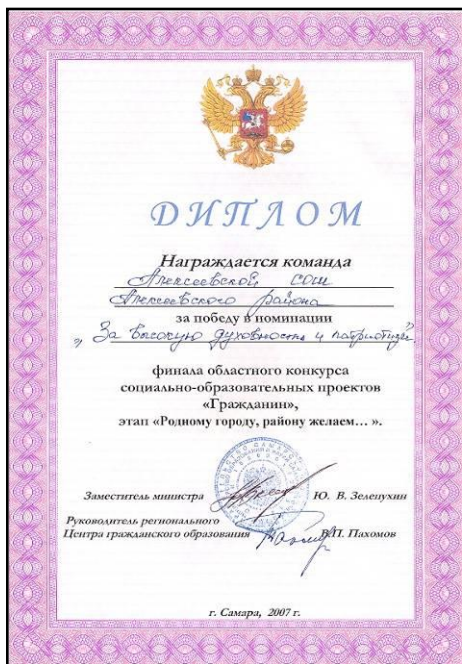 ДИПЛОМ
Награждается команда
Алексеевской СОШ
Алексеевского района
за победу в номинации
„За высокую духовность и патриотизм"
финала областного конкурса
социально-образовательных проектов
«Гражданин»,
этап «Родному городу, району желаем… ».
Заместитель министра Ю. В. Зелепухин
Руководитель регионального
Центра гражданского образования В.П. Пахомов
г. Самара, 2007 г.